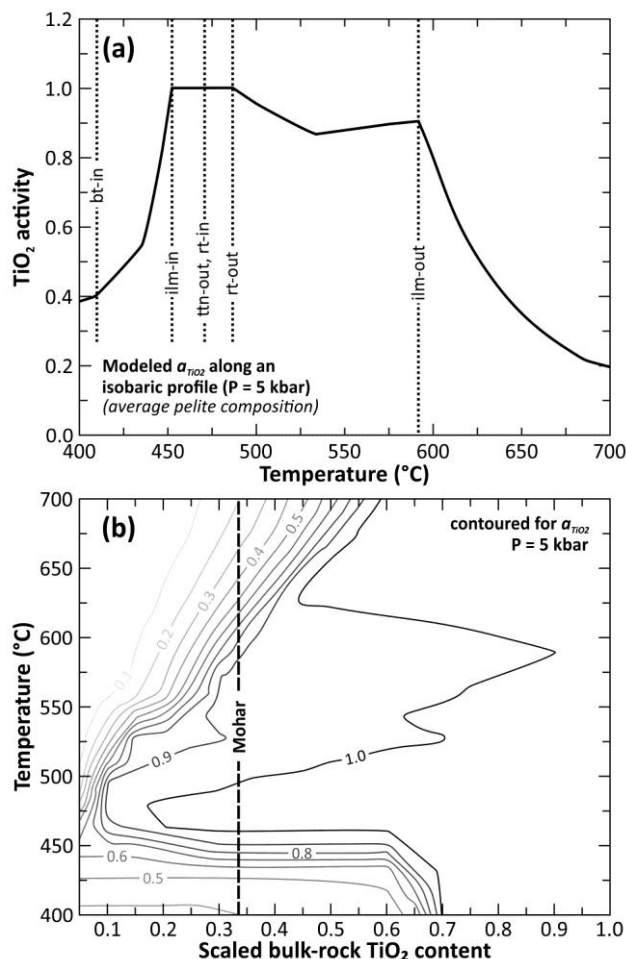 1.2
(a)
1.0
0.8
0.6
0.4
0.2
0.0
TiO2 activity
bt-in
ilm-in
ttn-out, rt-in
rt-out
ilm-out
Modeled aTiO2 along an
isobaric profile (P = 5 kbar)
(average pelite composition)
400 450 500 550 600 650 700
Temperature (°C)
700
(b)
contoured for aTiO2
P = 5 kbar
650
600
550
500
450
400
Temperature (°C)
0.1
0.2
0.3
0.4
0.5
Mohar
0.9
1.0
0.8
0.6
0.5
0.1 0.2 0.3 0.4 0.5 0.6 0.7 0.8 0.9 1.0
Scaled bulk-rock TiO2 content